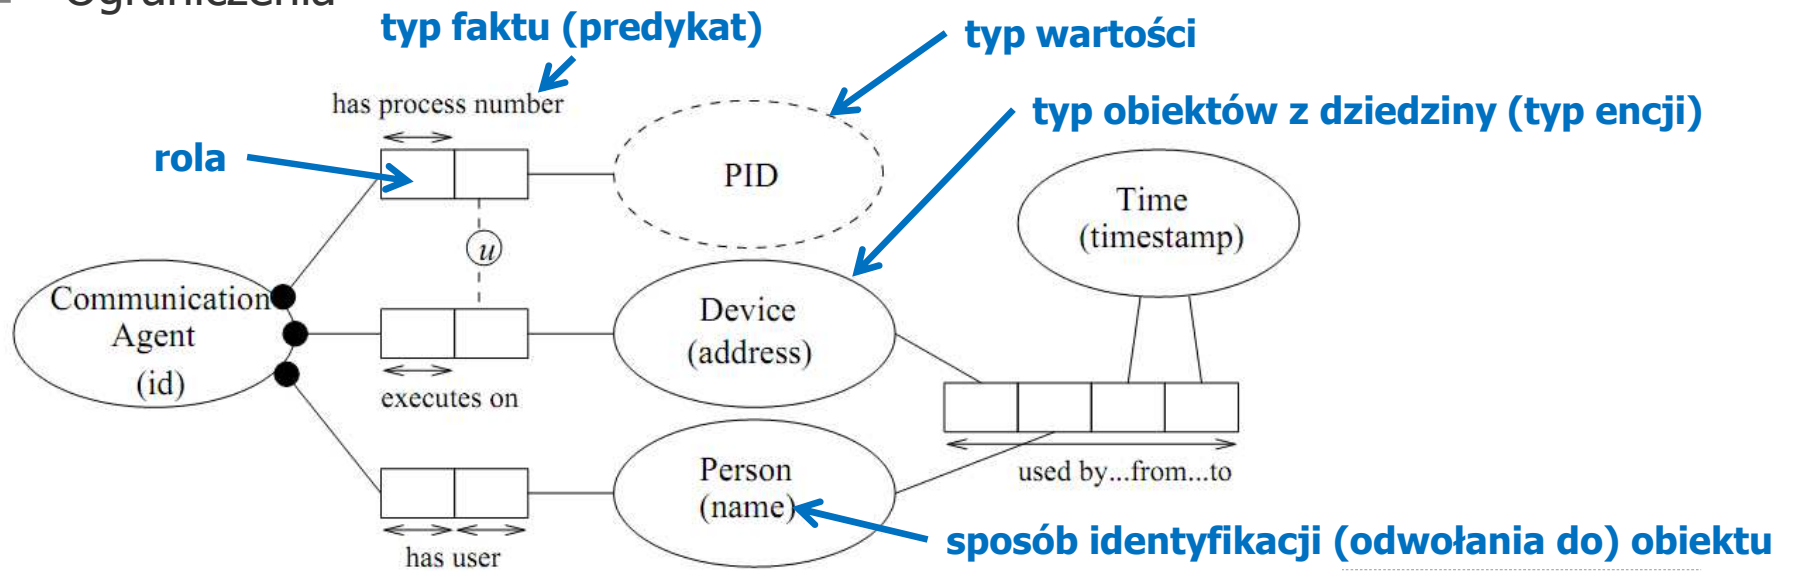 Ograniczenia
typ faktu (predykat)
typ wartości
has process number
typ obiektów z dziedziny (typ encji)
rola
PID
Time
(timestamp)
u
Communication
Agent
(id)
Device
(address)
executes on
Person
(name)
used by...from...to
has user
sposób identyfikacji (odwołania do) obiektu